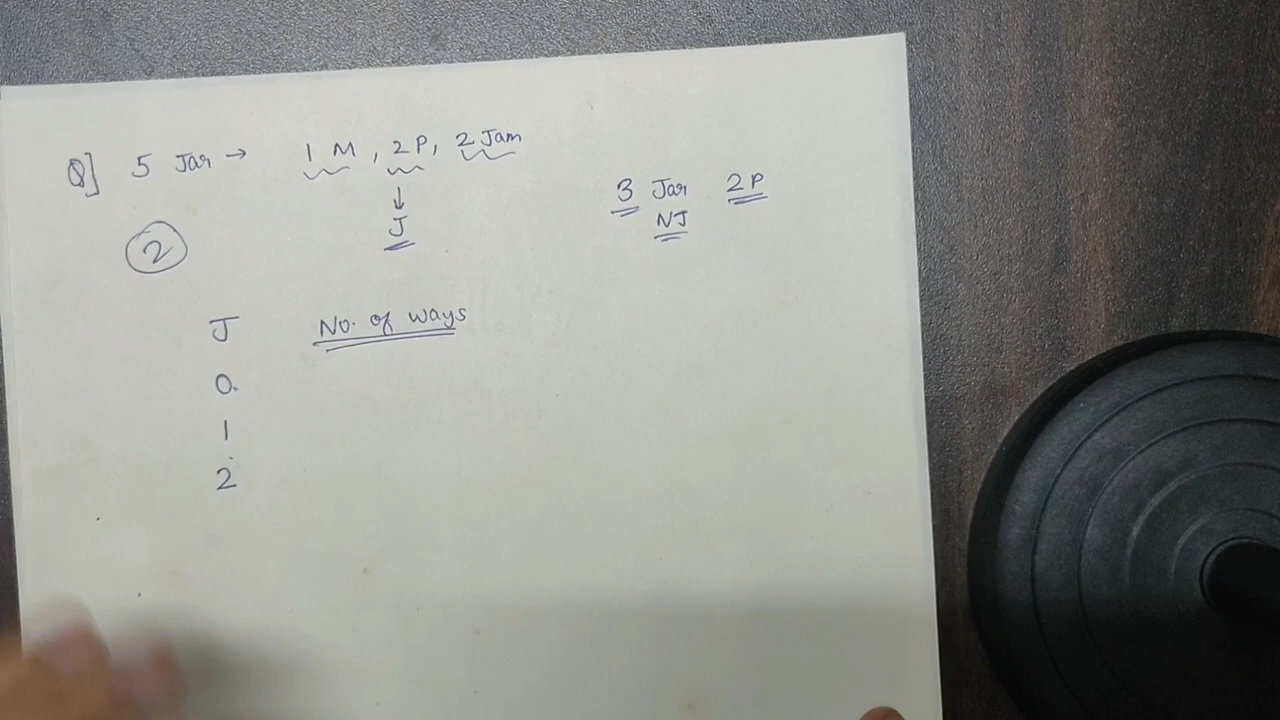 Q] 5 Jar → 1 M, 2 P, 2 Jam
↓
J
3 Jar 2 P
NJ
2
J No. of ways
0.
1
2